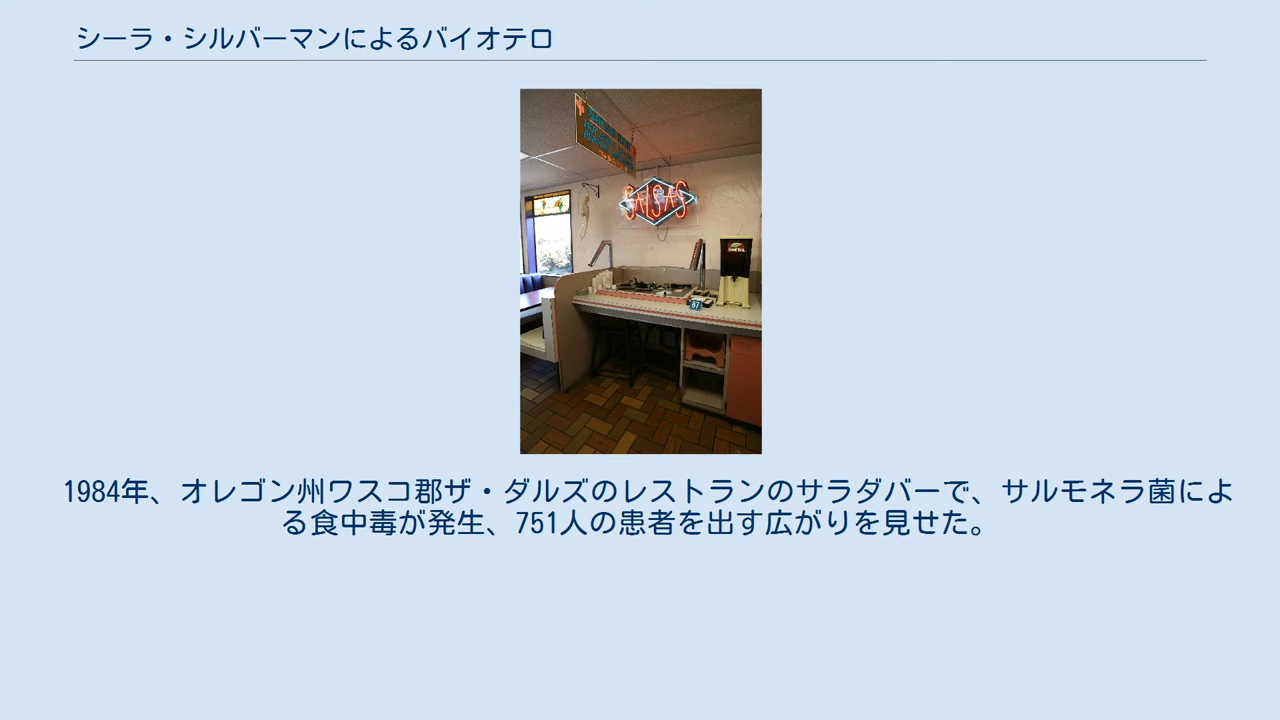 シーラ・シルバーマンによるバイオテロ
SALSAS
67
1984年、オレゴン州ワスコ郡ザ・ダルズのレストランのサラダバーで、サルモネラ菌によ
る食中毒が発生、751人の患者を出す広がりを見せた。